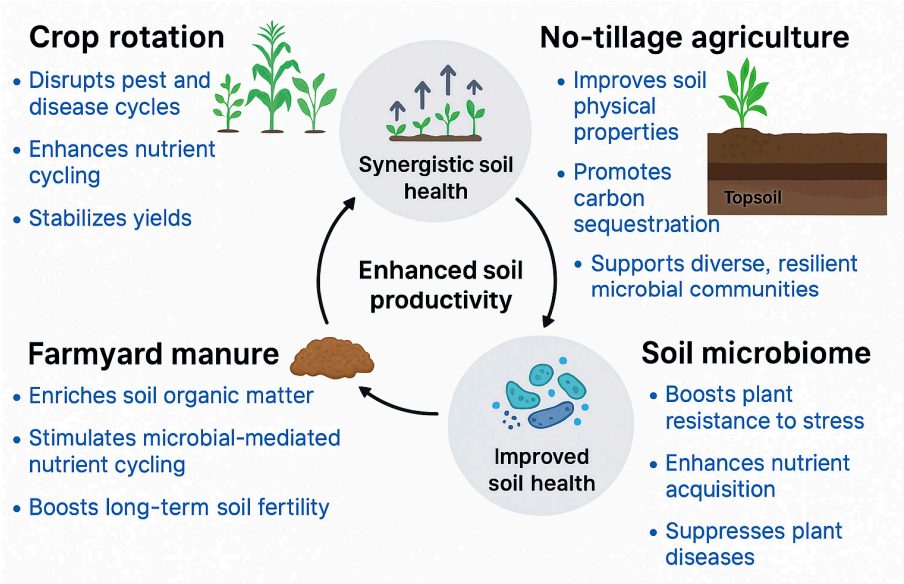 Crop rotation
• Disrupts pest and
disease cycles
• Enhances nutrient
cycling
• Stabilizes yields
Synergistic soil
health
No-tillage agriculture
• Improves soil
physical
properties
• Promotes
carbon
sequestration
• Supports diverse, resilient
microbial communities
Topsoil
Enhanced soil
productivity
Farmyard manure
• Enriches soil organic matter
• Stimulates microbial-mediated
nutrient cycling
• Boosts long-term soil fertility
Improved
soil health
Soil microbiome
• Boosts plant
resistance to stress
• Enhances nutrient
acquisition
• Suppresses plant
diseases